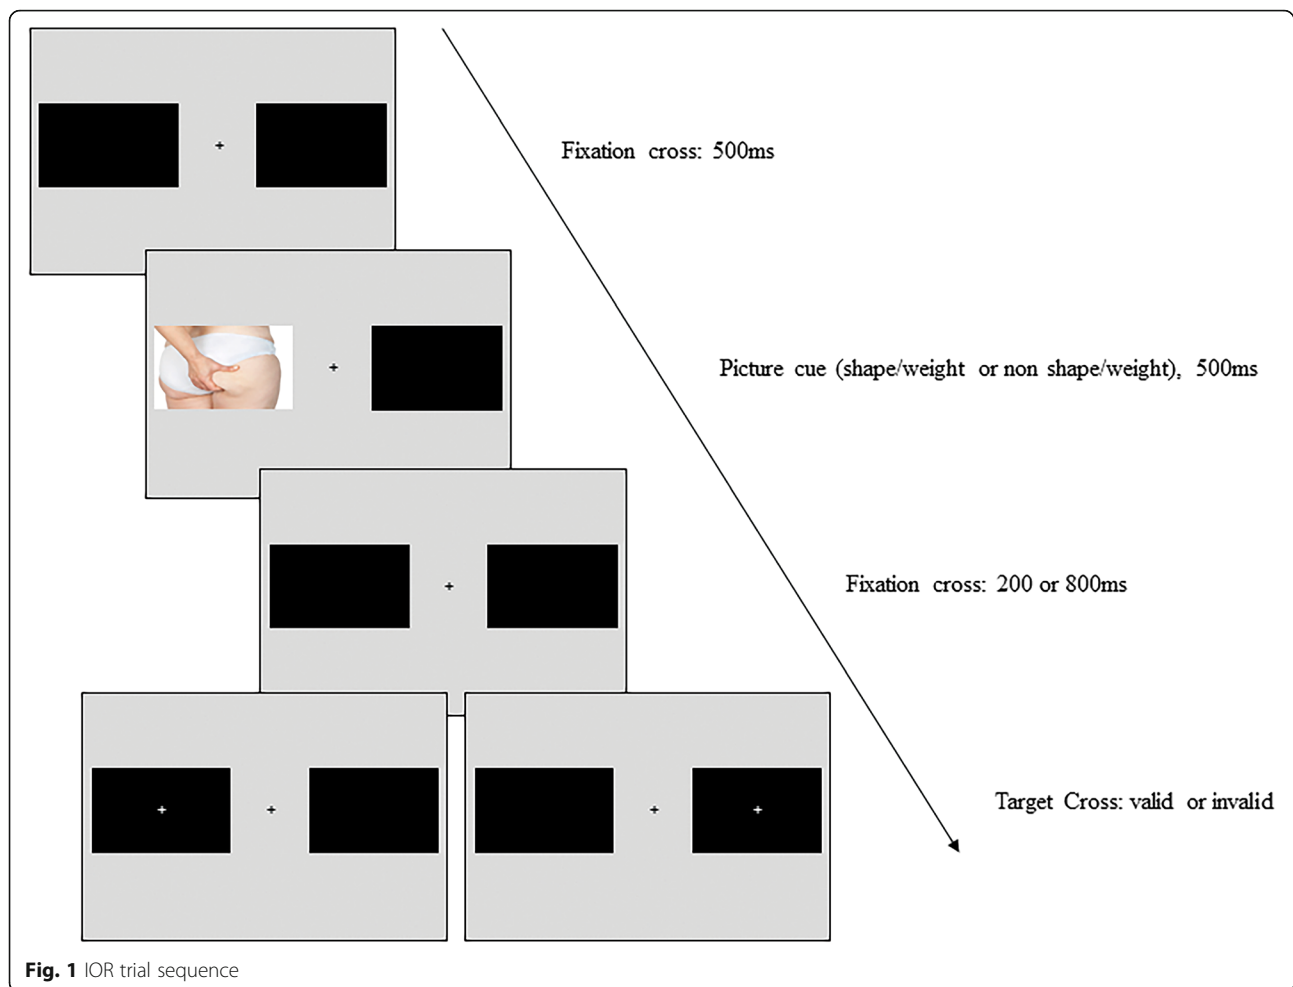 Fixation cross: 500ms
Picture cue (shape/weight or non shape/weight), 500ms
Fixation cross: 200 or 800ms
Target Cross: valid or invalid
Fig. 1 IOR trial sequence